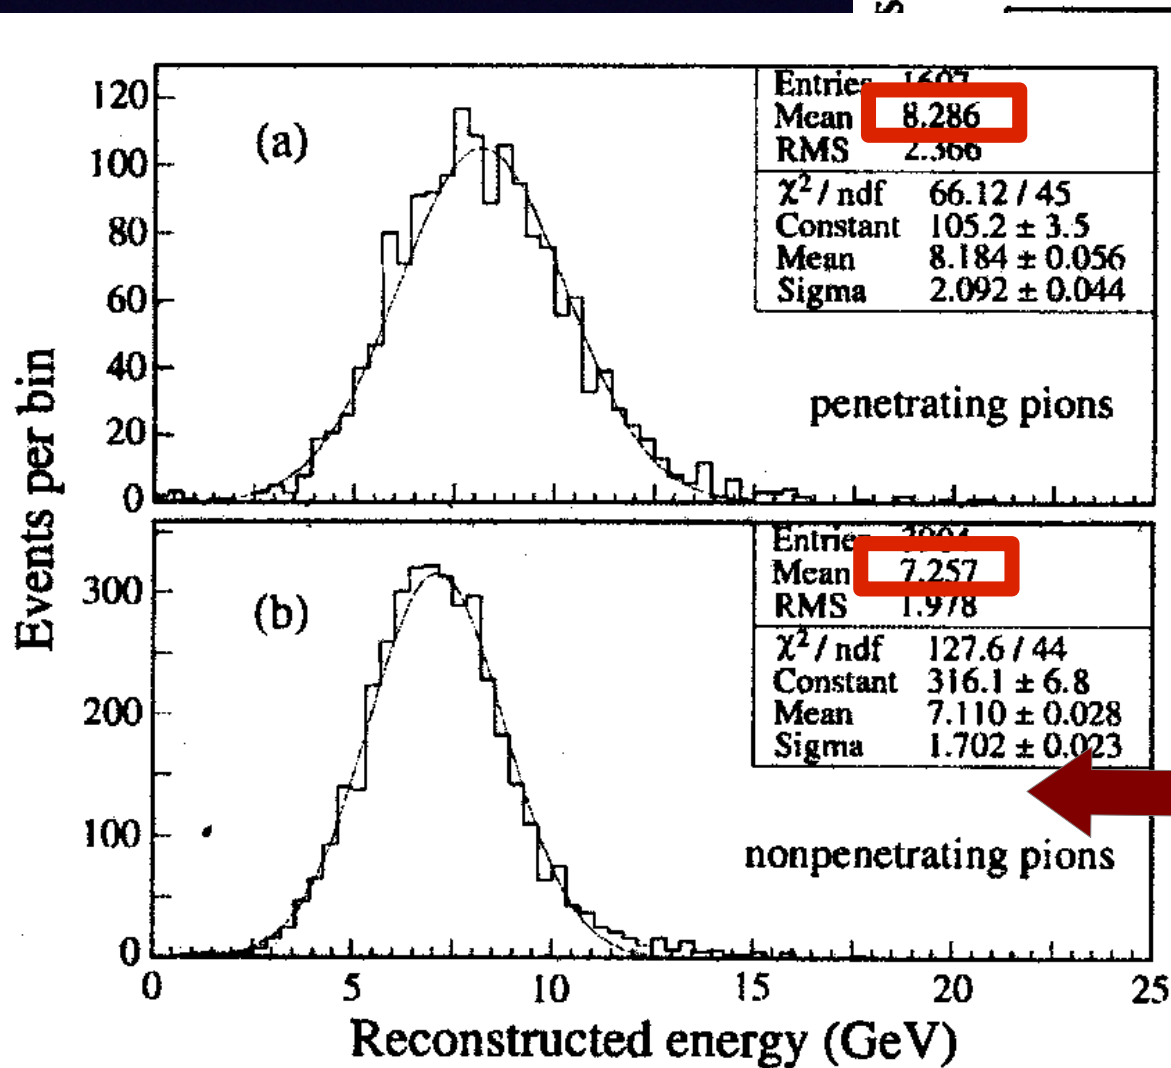 120
100
80
60
40
20
0
(a)
Entries 1607
Mean 8.286
RMS 2.366
χ² / ndf 66.12 / 45
Constant 105.2 ± 3.5
Mean 8.184 ± 0.056
Sigma 2.092 ± 0.044
penetrating pions
Events per bin
300
200
100
0
(b)
Mean 7.257
RMS 1.978
χ² / ndf 127.6 / 44
Constant 316.1 ± 6.8
Mean 7.110 ± 0.028
Sigma 1.702 ± 0.023
nonpenetrating pions
0 5 10 15 20 25
Reconstructed energy (GeV)